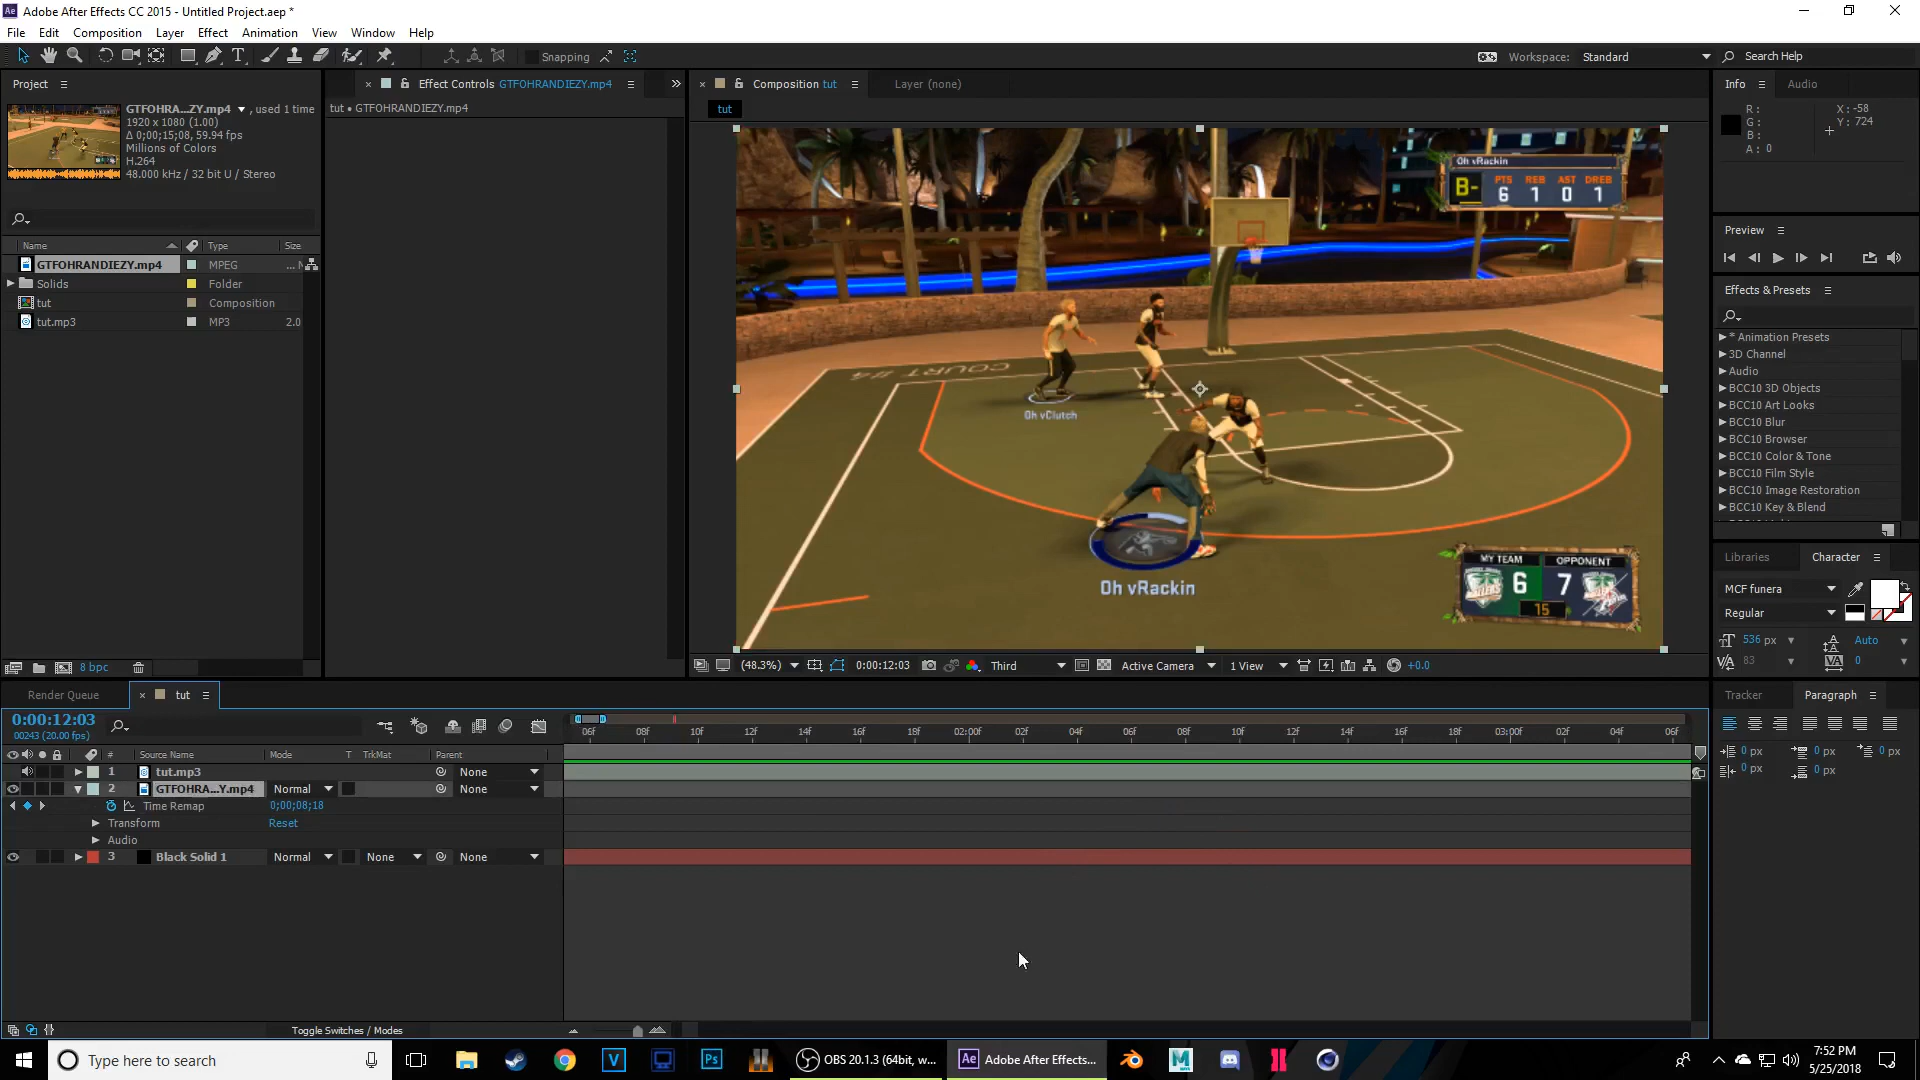 Adobe After Effects CC 2015 - Untitled Project.aep *
File Edit Composition Layer Effect Animation View Window Help
Snapping
Workspace: Standard
Search Help
Project
GTFOHRA...ZY.mp4 ▼, used 1 time
1920 x 1080 (1.00)
Δ 0;00;15;08, 59.94 fps
Millions of Colors
H.264
48.000 kHz / 32 bit U / Stereo
Name Type Size
GTFOHRANDIEZY.mp4 MPEG
Solids Folder
tut Composition
tut.mp3 MP3 2.0
8 bpc
Effect Controls GTFOHRANDIEZY.mp4
tut • GTFOHRANDIEZY.mp4
Composition tut
Layer (none)
tut
Oh vRackin
B- PTS REB AST DREB
6 1 0 1
COURT #4
Oh vClutch
Oh vRackin
MY TEAM OPPONENT
6 7
15
(48.3%) 0:00:12:03 Third Active Camera 1 View +0.0
Info Audio
R: X: -58
G: Y: 724
B:
A: 0
Preview
Effects & Presets
* Animation Presets
3D Channel
Audio
BCC10 3D Objects
BCC10 Art Looks
BCC10 Blur
BCC10 Browser
BCC10 Color & Tone
BCC10 Film Style
BCC10 Image Restoration
BCC10 Key & Blend
Libraries Character
MCF funera
Regular
536 px Auto
83 0
Tracker Paragraph
0 px 0 px 0 px
0 px 0 px
Render Queue tut
0:00:12:03
00243 (20.00 fps)
06f 08f 10f 12f 14f 16f 18f 02:00f 02f 04f 06f 08f 10f 12f 14f 16f 18f 03:00f 02f 04f 06f
# Source Name Mode T TrkMat Parent
1 tut.mp3 None
2 GTFOHRA...Y.mp4 Normal None
Time Remap 0;00;08;18
Transform Reset
Audio
3 Black Solid 1 Normal None None
Toggle Switches / Modes
Type here to search
OBS 20.1.3 (64bit, w...
Adobe After Effects...
7:52 PM
5/25/2018